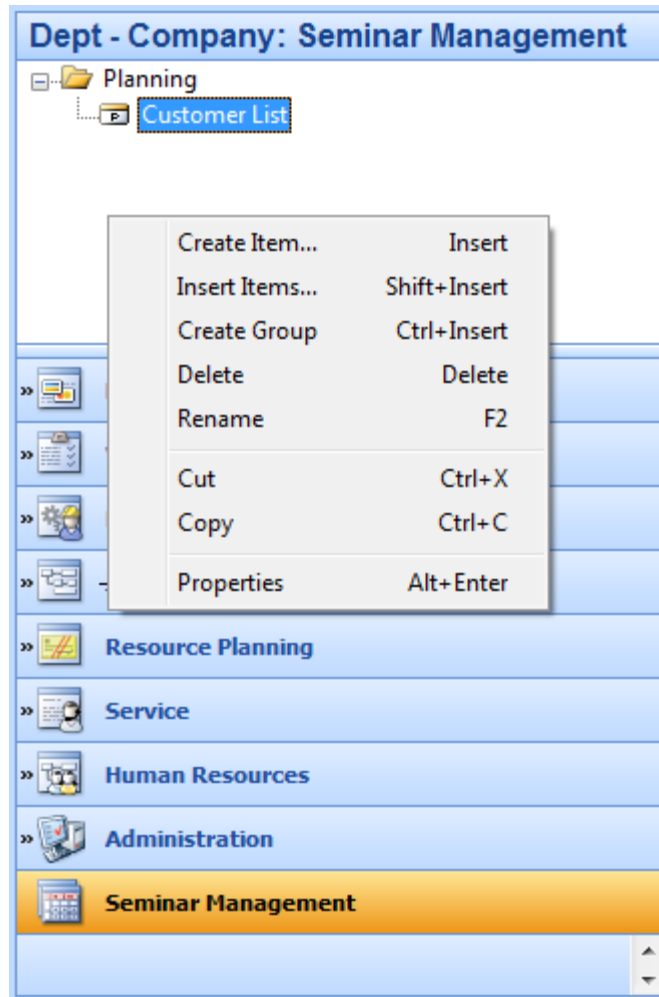 Dept - Company: Seminar Management
Planning
Customer List
Create Item... Insert
Insert Items... Shift+Insert
Create Group Ctrl+Insert
Delete Delete
Rename F2
Cut Ctrl+X
Copy Ctrl+C
Properties Alt+Enter
Resource Planning
Service
Human Resources
Administration
Seminar Management